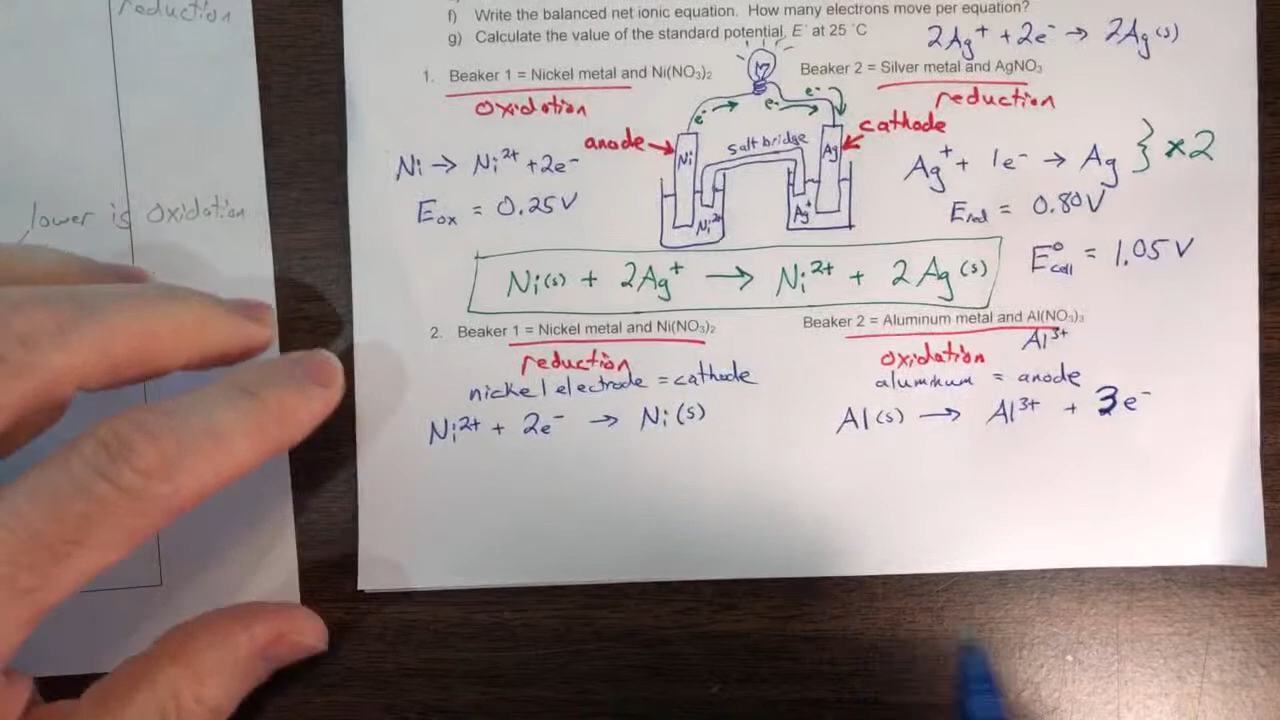 reduction
lower is oxidation
f) Write the balanced net ionic equation. How many electrons move per equation?
g) Calculate the value of the standard potential, E° at 25 °C
2Ag⁺ + 2e⁻ → 2Ag(s)
1. Beaker 1 = Nickel metal and Ni(NO₃)₂
Beaker 2 = Silver metal and AgNO₃
oxidation
reduction
e⁻
e⁻
e⁻
anode
cathode
Ni
salt bridge
Ag
Ni → Ni²⁺ + 2e⁻
Ag⁺ + 1e⁻ → Ag } x2
Eox = 0.25V
Ni²⁺
Ag⁺
Ered = 0.80V
E°cell = 1.05 V
Ni(s) + 2Ag⁺ → Ni²⁺ + 2Ag(s)
2. Beaker 1 = Nickel metal and Ni(NO₃)₂
Beaker 2 = Aluminum metal and Al(NO₃)₃
Al³⁺
reduction
oxidation
nickel electrode = cathode
aluminum = anode
Ni²⁺ + 2e⁻ → Ni(s)
Al(s) → Al³⁺ + 3e⁻